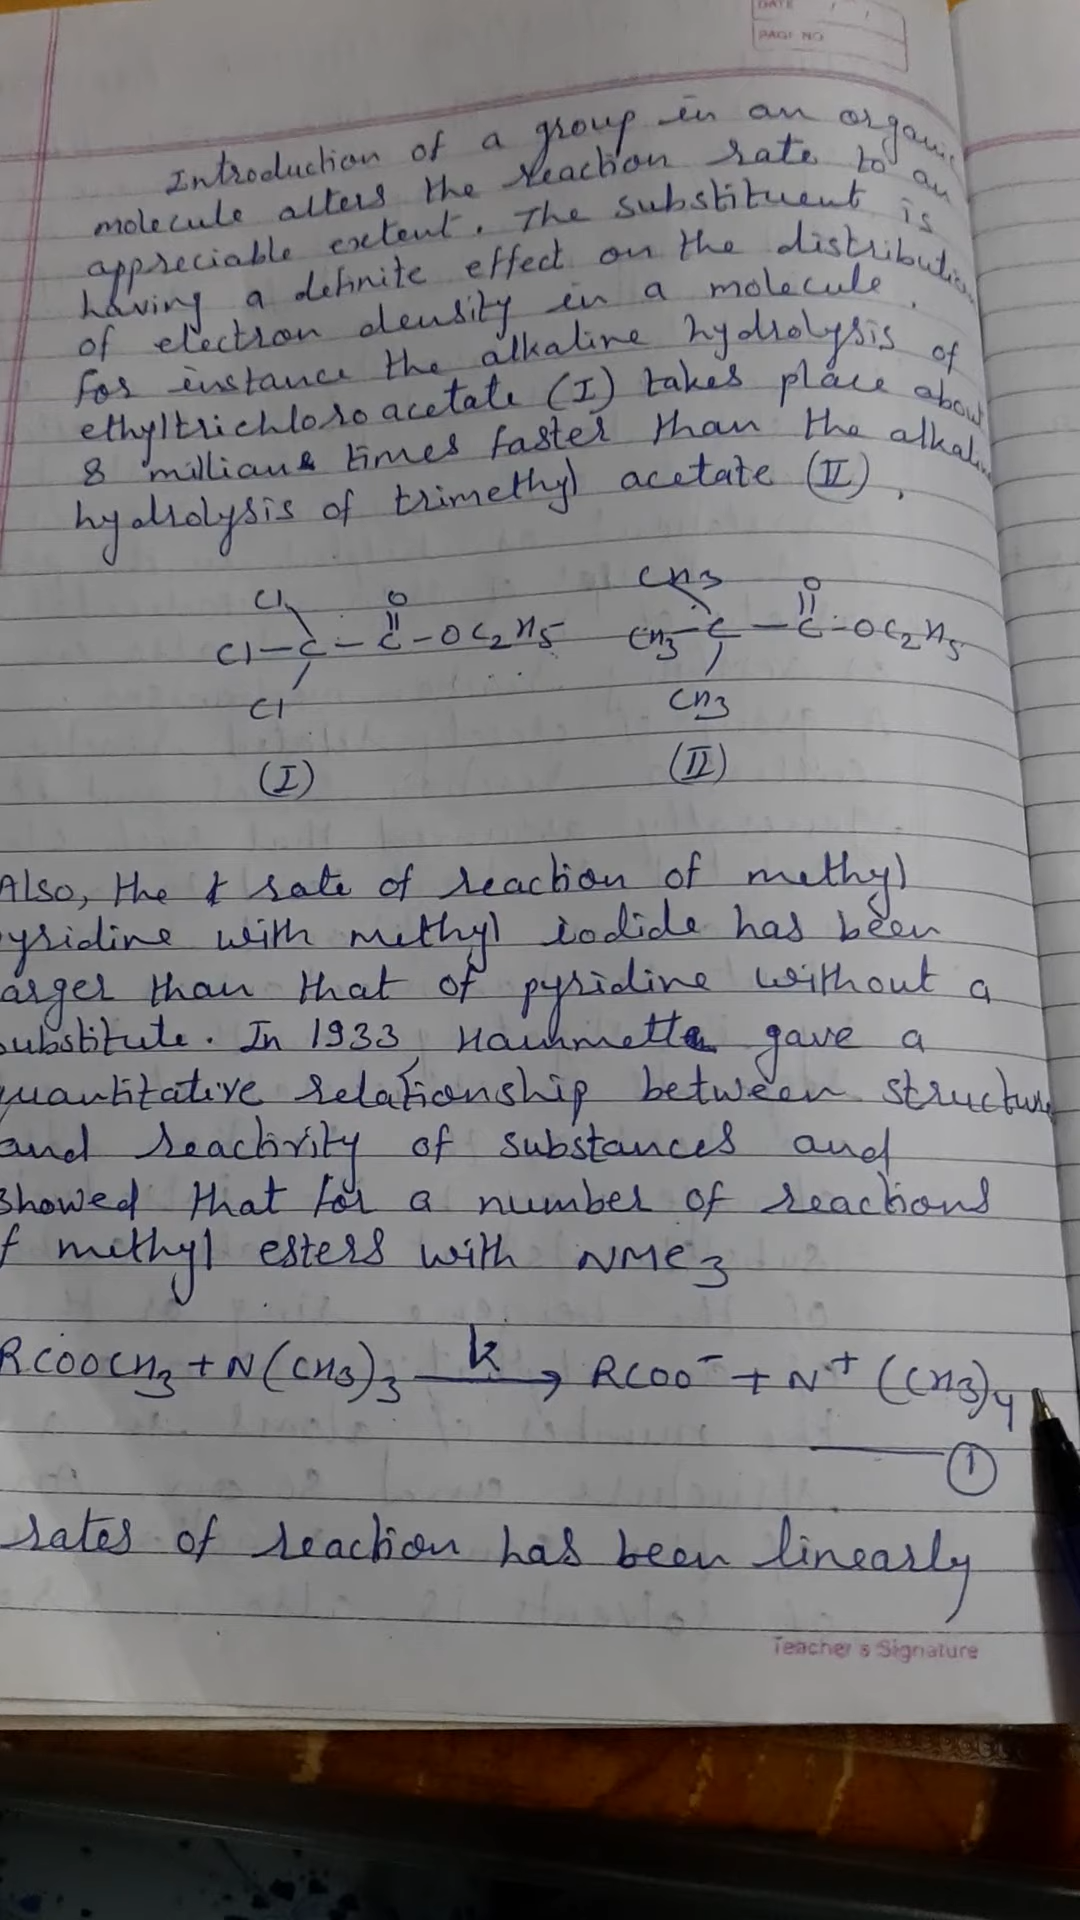 DATE / /
PAGE NO
Introduction of a group in an organic
molecule alters the reaction rate to an
appreciable extent. The substituent is
having a definite effect on the distribution
of electron density in a molecule.
For instance the alkaline hydrolysis of
ethyltrichloro acetate (I) takes place about
8 millians times faster than the alkaline
hydrolysis of trimethyl acetate (II).
Cl O CH3 O
Cl-C-C-OC2H5 CH3-C-C-OC2H5
Cl CH3
(I) (II)
Also, the rate of reaction of methyl
yridine with methyl iodide has been
arger than that of pyridine without a
substitute. In 1933, Hammett gave a
quantitative relationship between structure
and reactivity of substances and
showed that for a number of reactions
f methyl esters with NMe3
RCOOCH3 + N(CH3)3 k→ RCOO- + N+(CH3)4
①
rates of reaction has been linearly
Teacher's Signature